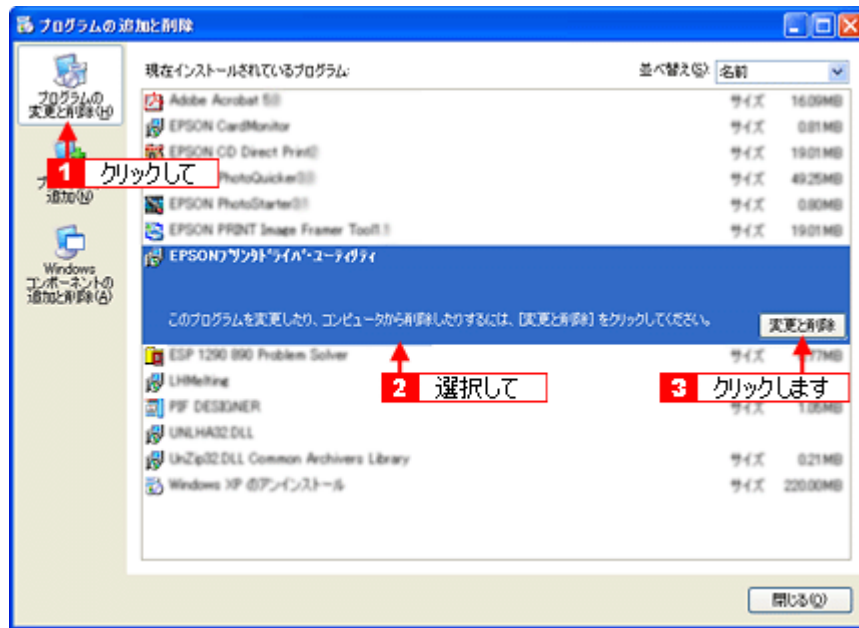 プログラムの追加と削除
プログラムの
変更と削除(H)
現在インストールされているプログラム:
並べ替え(S): 名前
Adobe Acrobat サイズ 16.09MB
EPSON CardMonitor サイズ 0.81MB
EPSON CD Direct Print サイズ 19.01MB
1 クリックして
追加(N)
PhotoQuicker サイズ 49.25MB
EPSON PhotoStarter サイズ 0.80MB
EPSON PRINT Image Framer Tool サイズ 19.01MB
Windows
コンポーネントの
追加と削除(A)
EPSONプリンタドライバ・ユーティリティ
このプログラムを変更したり、コンピュータから削除したりするには、[変更と削除] をクリックしてください。
変更と削除
ESP 1290 890 Problem Solver サイズ
2 選択して
3 クリックします
LHMelting
PIF DESIGNER サイズ 1.05MB
UNLHA32.DLL
UnZip32.DLL Common Archivers Library サイズ 0.21MB
Windows XP のアンインストール サイズ 220.00MB
閉じる(O)